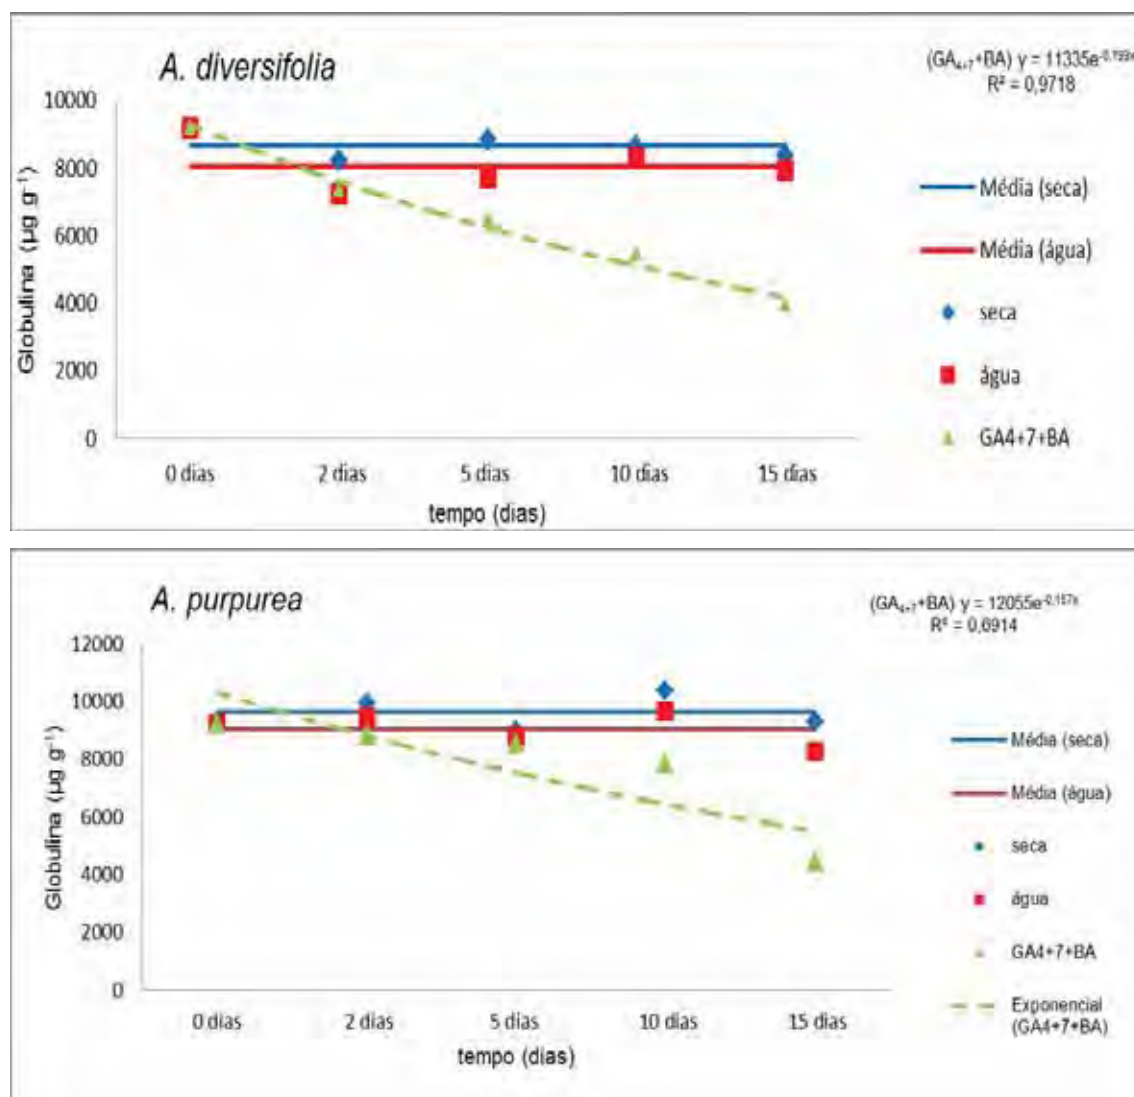 A. diversifolia
(GA₄₊₇+BA) y = 11335e⁻⁰,¹⁹⁹ˣ
R² = 0,9718
Globulina (µg g⁻¹)
10000
8000
6000
4000
2000
0
0 dias 2 dias 5 dias 10 dias 15 dias
tempo (dias)
Média (seca)
Média (água)
seca
água
GA4+7+BA
A. purpurea
(GA₄₊₇+BA) y = 12055e⁻⁰,¹⁵⁷ˣ
R² = 0,6914
Globulina (µg g⁻¹)
12000
10000
8000
6000
4000
2000
0
0 dias 2 dias 5 dias 10 dias 15 dias
tempo (dias)
Média (seca)
Média (água)
seca
água
GA4+7+BA
Exponencial
(GA4+7+BA)